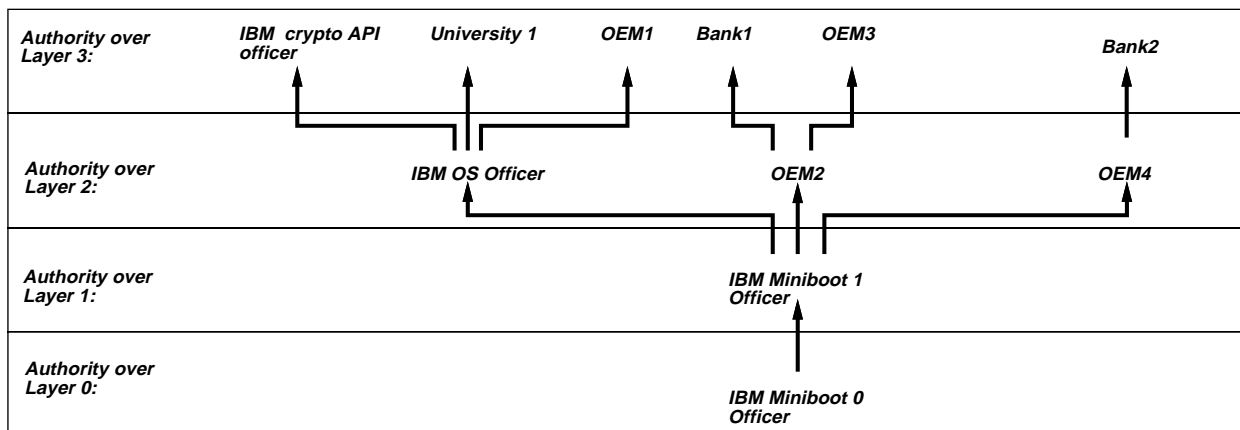 Authority over
Layer 3:
IBM crypto API
officer
University 1
OEM1
Bank1
OEM3
Bank2
Authority over
Layer 2:
IBM OS Officer
OEM2
OEM4
Authority over
Layer 1:
IBM Miniboot 1
Officer
Authority over
Layer 0:
IBM Miniboot 0
Officer